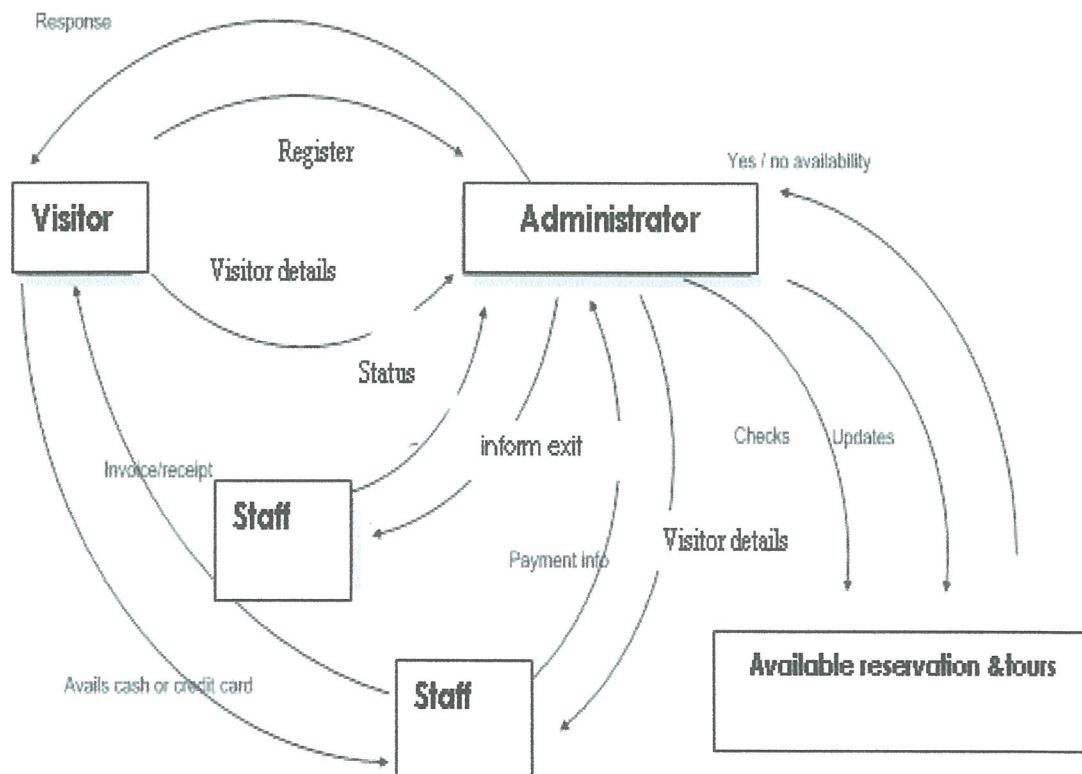 Response
Register
Yes / no availability
Visitor
Administrator
Visitor details
Status
inform exit
Checks
Updates
Invoice/receipt
Staff
Payment info
Visitor details
Available reservation &tours
Avails cash or credit card
Staff